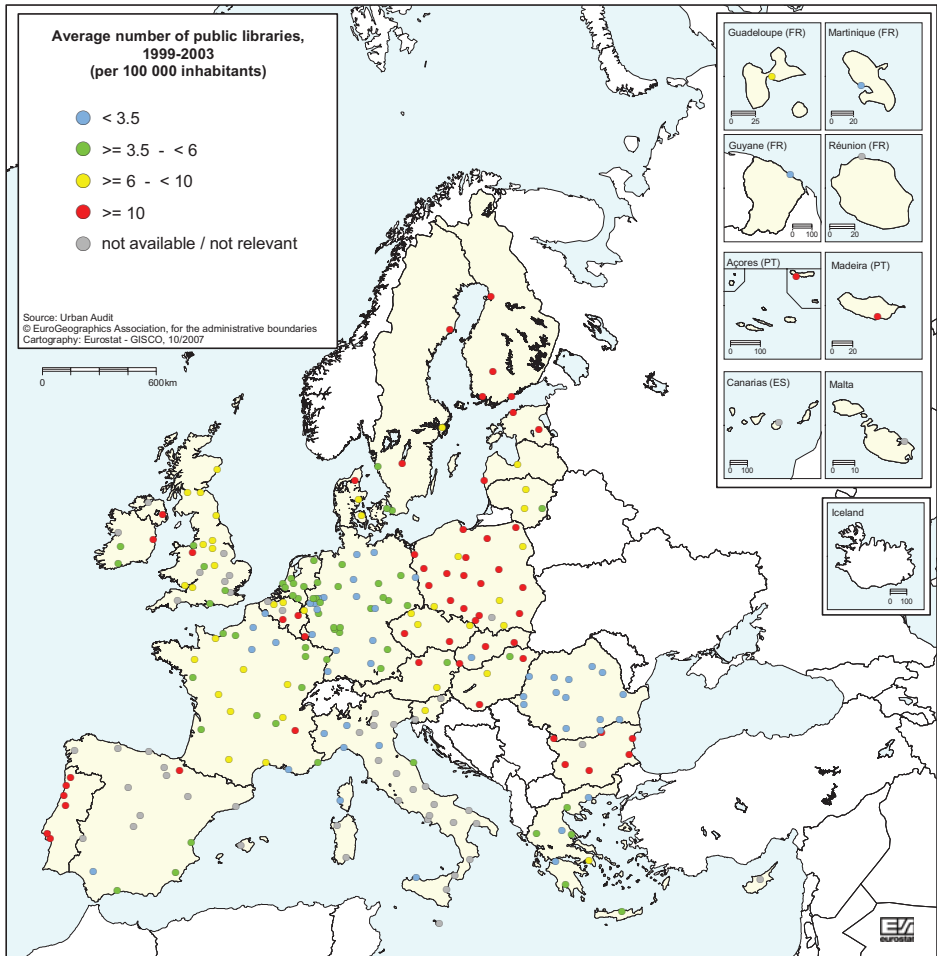 Average number of public libraries,
1999-2003
(per 100 000 inhabitants)
< 3.5
>= 3.5 - < 6
>= 6 - < 10
>= 10
not available / not relevant
Source: Urban Audit
© EuroGeographics Association, for the administrative boundaries
Cartography: Eurostat - GISCO, 10/2007
0 600km
Guadeloupe (FR)
0 25
Martinique (FR)
0 20
Guyane (FR)
0 100
Réunion (FR)
0 20
Açores (PT)
0 100
Madeira (PT)
0 20
Canarias (ES)
0 100
Malta
0 10
Iceland
0 100
eurostat